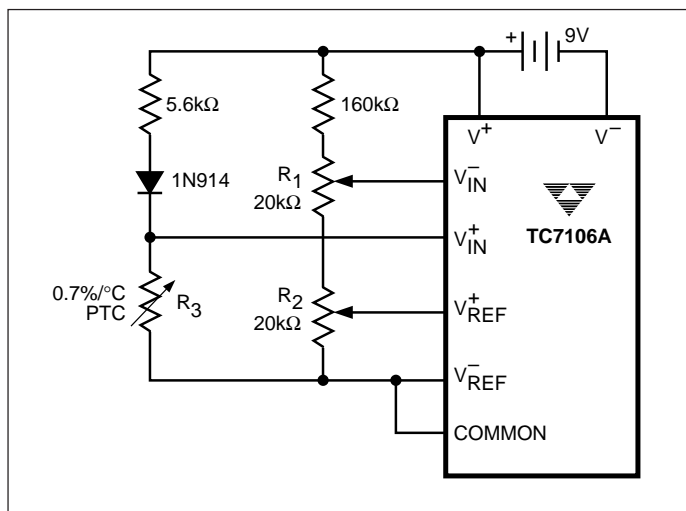 + 9V
5.6kΩ
160kΩ
V+ V–
1N914
R1
20kΩ
V–IN
TC7106A
V+IN
0.7%/°C
PTC
R3
R2
20kΩ
V+REF
V–REF
COMMON